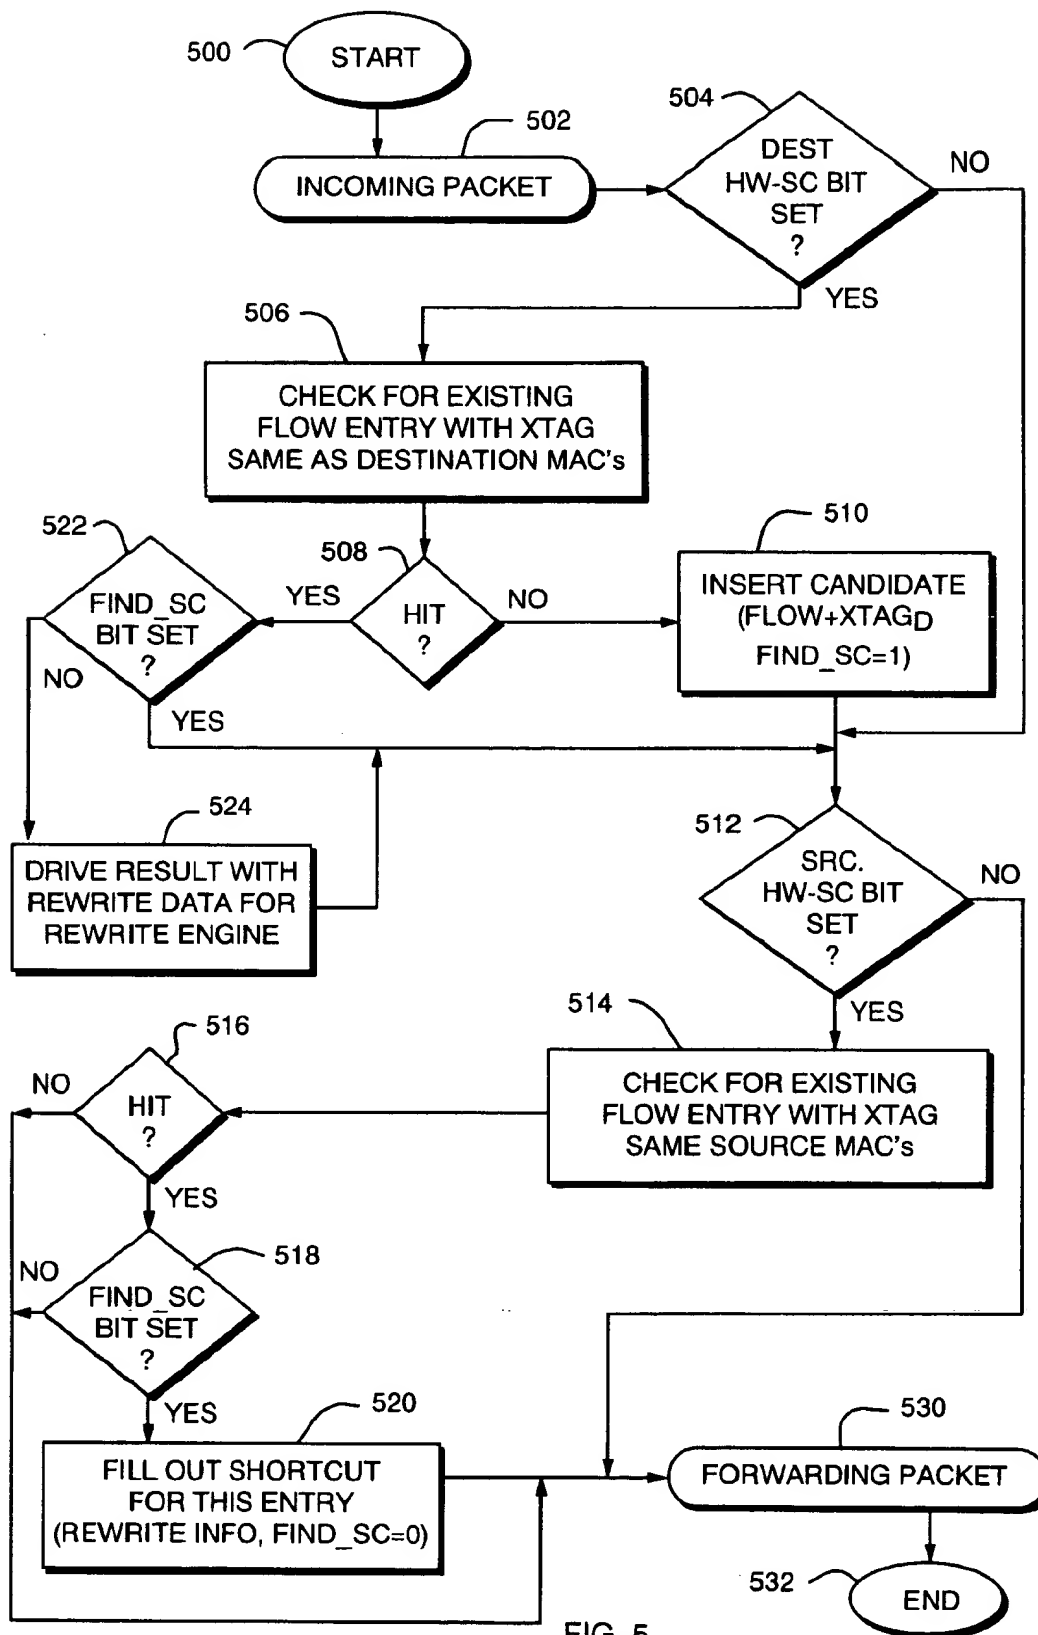 500
START
502
INCOMING PACKET
504
DEST
HW-SC BIT
SET
?
NO
YES
506
CHECK FOR EXISTING
FLOW ENTRY WITH XTAG
SAME AS DESTINATION MAC's
522
FIND_SC
BIT SET
?
NO
YES
508
YES
HIT
?
NO
510
INSERT CANDIDATE
(FLOW+XTAGD
FIND_SC=1)
524
DRIVE RESULT WITH
REWRITE DATA FOR
REWRITE ENGINE
512
SRC.
HW-SC BIT
SET
?
NO
YES
514
CHECK FOR EXISTING
FLOW ENTRY WITH XTAG
SAME SOURCE MAC's
516
NO
HIT
?
YES
518
NO
FIND_SC
BIT SET
?
YES
520
FILL OUT SHORTCUT
FOR THIS ENTRY
(REWRITE INFO, FIND_SC=0)
530
FORWARDING PACKET
532
END
FIG. 5